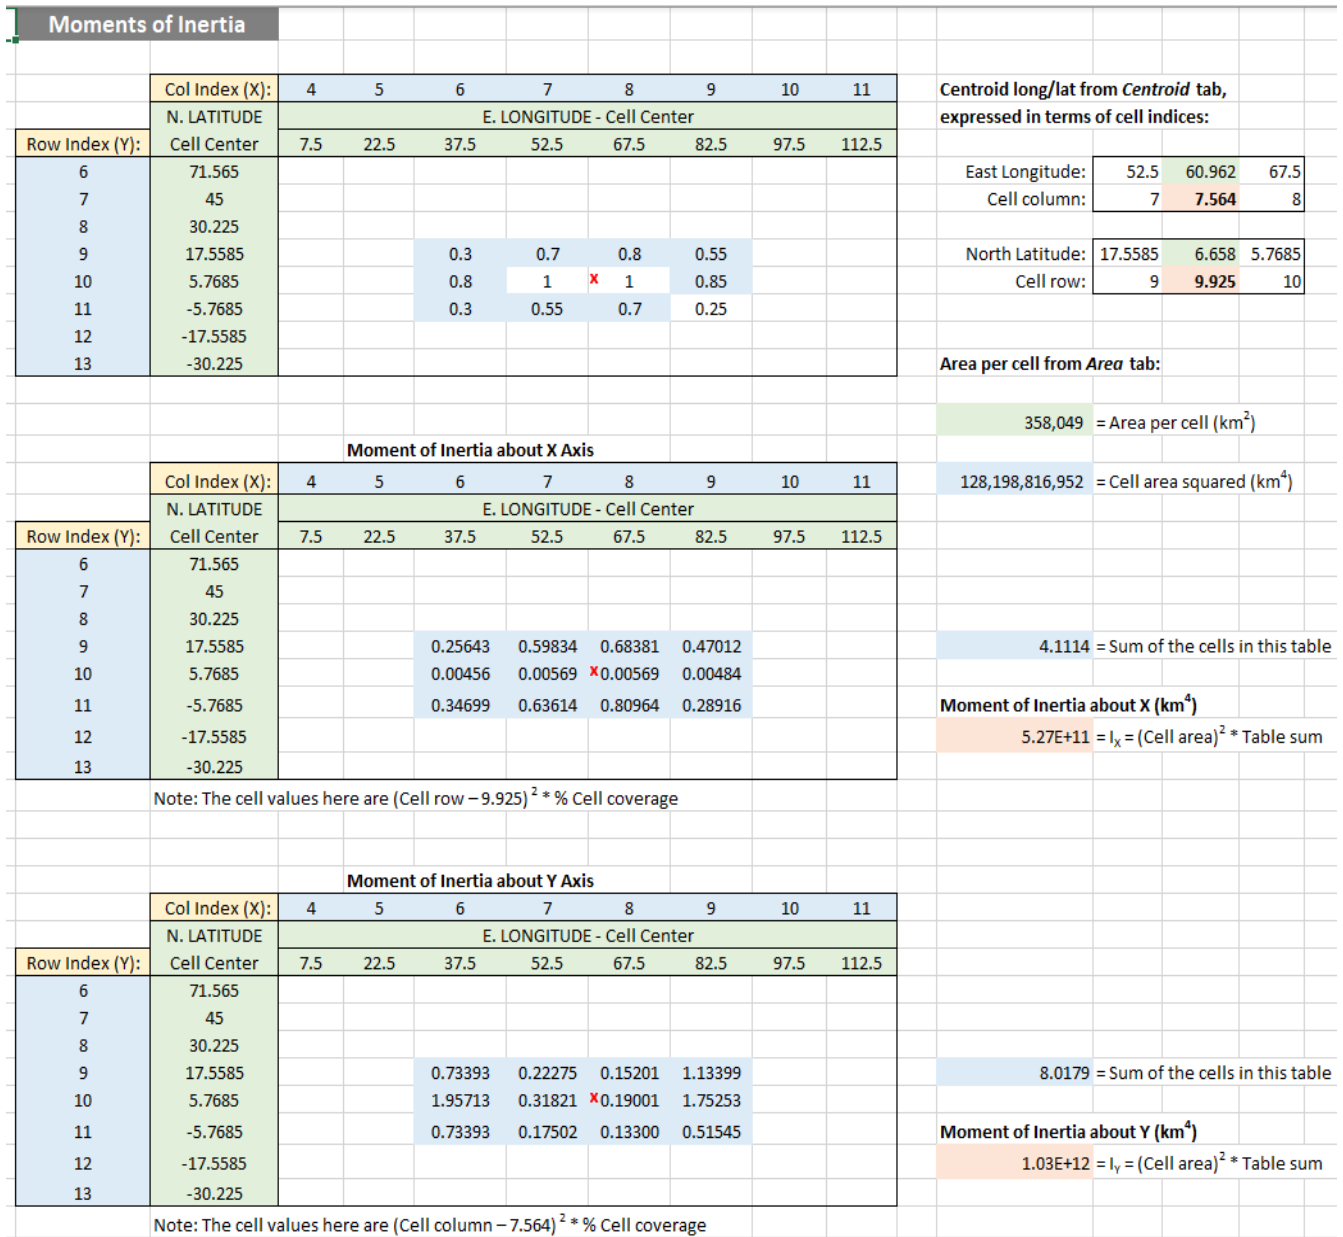 Moments of Inertia
Col Index (X): 4 5 6 7 8 9 10 11 Centroid long/lat from Centroid tab,
N. LATITUDE E. LONGITUDE - Cell Center expressed in terms of cell indices:
Row Index (Y): Cell Center 7.5 22.5 37.5 52.5 67.5 82.5 97.5 112.5
6 71.565 East Longitude: 52.5 60.962 67.5
7 45 Cell column: 7 7.564 8
8 30.225
9 17.5585 0.3 0.7 0.8 0.55 North Latitude: 17.5585 6.658 5.7685
10 5.7685 0.8 1 x 1 0.85 Cell row: 9 9.925 10
11 -5.7685 0.3 0.55 0.7 0.25
12 -17.5585
13 -30.225 Area per cell from Area tab:
358,049 = Area per cell (km²)
Moment of Inertia about X Axis
Col Index (X): 4 5 6 7 8 9 10 11 128,198,816,952 = Cell area squared (km⁴)
N. LATITUDE E. LONGITUDE - Cell Center
Row Index (Y): Cell Center 7.5 22.5 37.5 52.5 67.5 82.5 97.5 112.5
6 71.565
7 45
8 30.225
9 17.5585 0.25643 0.59834 0.68381 0.47012 4.1114 = Sum of the cells in this table
10 5.7685 0.00456 0.00569 x 0.00569 0.00484
11 -5.7685 0.34699 0.63614 0.80964 0.28916 Moment of Inertia about X (km⁴)
12 -17.5585 5.27E+11 = Iₓ = (Cell area)² * Table sum
13 -30.225
Note: The cell values here are (Cell row – 9.925)² * % Cell coverage
Moment of Inertia about Y Axis
Col Index (X): 4 5 6 7 8 9 10 11
N. LATITUDE E. LONGITUDE - Cell Center
Row Index (Y): Cell Center 7.5 22.5 37.5 52.5 67.5 82.5 97.5 112.5
6 71.565
7 45
8 30.225
9 17.5585 0.73393 0.22275 0.15201 1.13399 8.0179 = Sum of the cells in this table
10 5.7685 1.95713 0.31821 x 0.19001 1.75253
11 -5.7685 0.73393 0.17502 0.13300 0.51545 Moment of Inertia about Y (km⁴)
12 -17.5585 1.03E+12 = IY = (Cell area)² * Table sum
13 -30.225
Note: The cell values here are (Cell column – 7.564)² * % Cell coverage